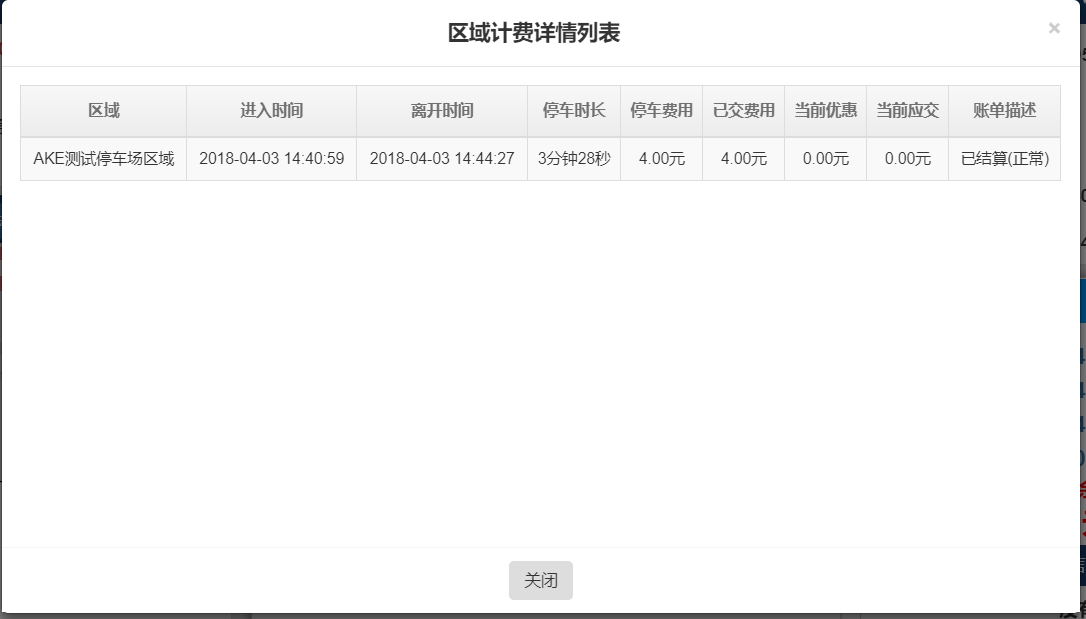 区域计费详情列表
×
区域 进入时间 离开时间 停车时长 停车费用 已交费用 当前优惠 当前应交 账单描述
AKE测试停车场区域 2018-04-03 14:40:59 2018-04-03 14:44:27 3分钟28秒 4.00元 4.00元 0.00元 0.00元 已结算(正常)
关闭